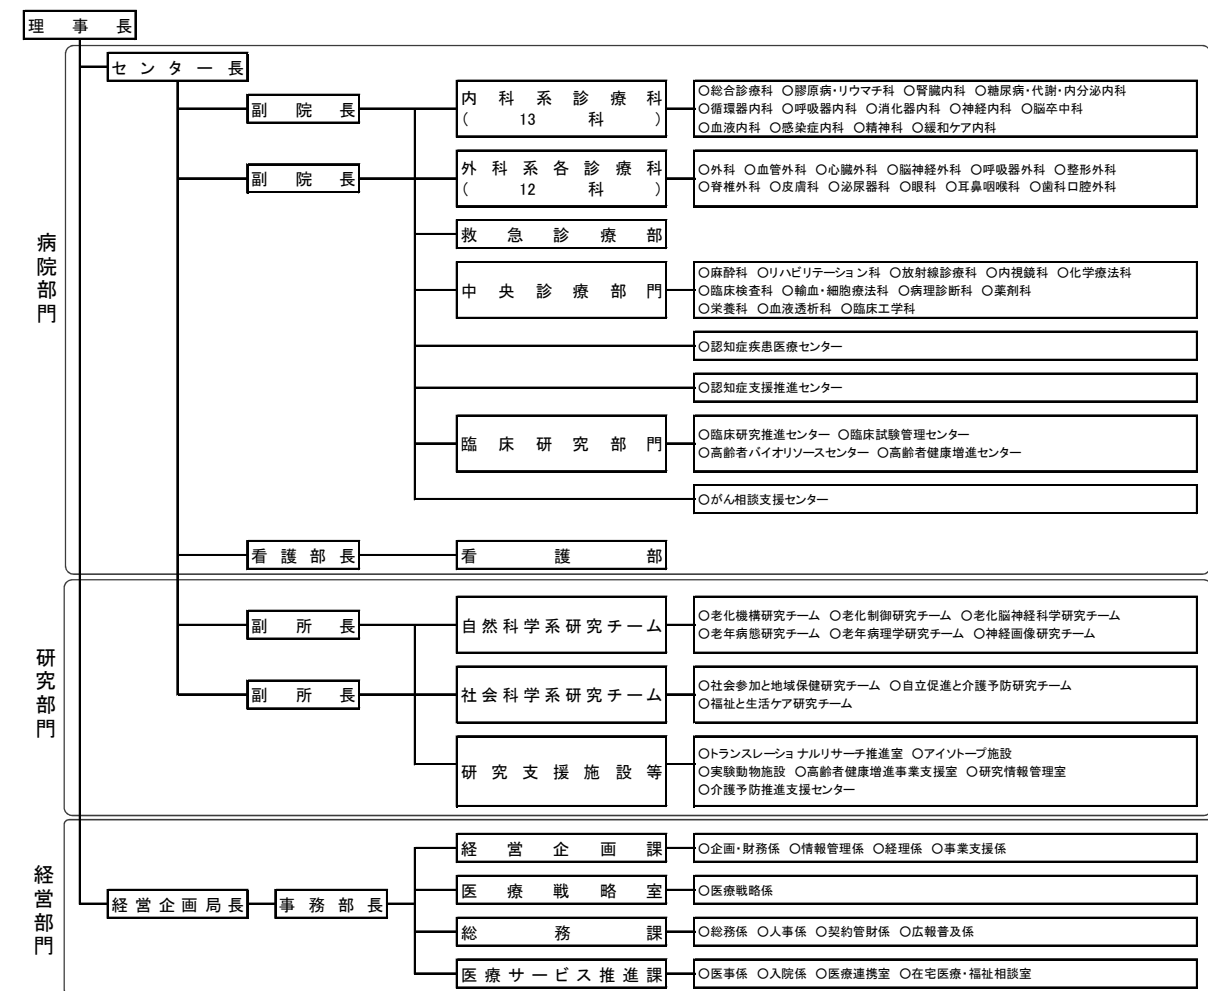 理事長
センター長
病院部門
副院長
内科系診療科
(13科)
○総合診療科 ○膠原病・リウマチ科 ○腎臓内科 ○糖尿病・代謝・内分泌内科
○循環器内科 ○呼吸器内科 ○消化器内科 ○神経内科 ○脳卒中科
○血液内科 ○感染症内科 ○精神科 ○緩和ケア内科
副院長
外科系各診療科
(12科)
○外科 ○血管外科 ○心臓外科 ○脳神経外科 ○呼吸器外科 ○整形外科
○脊椎外科 ○皮膚科 ○泌尿器科 ○眼科 ○耳鼻咽喉科 ○歯科口腔外科
救急診療部
中央診療部門
○麻酔科 ○リハビリテーション科 ○放射線診療科 ○内視鏡科 ○化学療法科
○臨床検査科 ○輸血・細胞療法科 ○病理診断科 ○薬剤科
○栄養科 ○血液透析科 ○臨床工学科
○認知症疾患医療センター
○認知症支援推進センター
臨床研究部門
○臨床研究推進センター ○臨床試験管理センター
○高齢者バイオリソースセンター ○高齢者健康増進センター
○がん相談支援センター
看護部長
看護部
研究部門
副所長
自然科学系研究チーム
○老化機構研究チーム ○老化制御研究チーム ○老化脳神経科学研究チーム
○老年病態研究チーム ○老年病理学研究チーム ○神経画像研究チーム
副所長
社会科学系研究チーム
○社会参加と地域保健研究チーム ○自立促進と介護予防研究チーム
○福祉と生活ケア研究チーム
研究支援施設等
○トランスレーショナルリサーチ推進室 ○アイソトープ施設
○実験動物施設 ○高齢者健康増進事業支援室 ○研究情報管理室
○介護予防推進支援センター
経営部門
経営企画局長
事務部長
経営企画課
○企画・財務係 ○情報管理係 ○経理係 ○事業支援係
医療戦略室
○医療戦略係
総務課
○総務係 ○人事係 ○契約管財係 ○広報普及係
医療サービス推進課
○医事係 ○入院係 ○医療連携室 ○在宅医療・福祉相談室